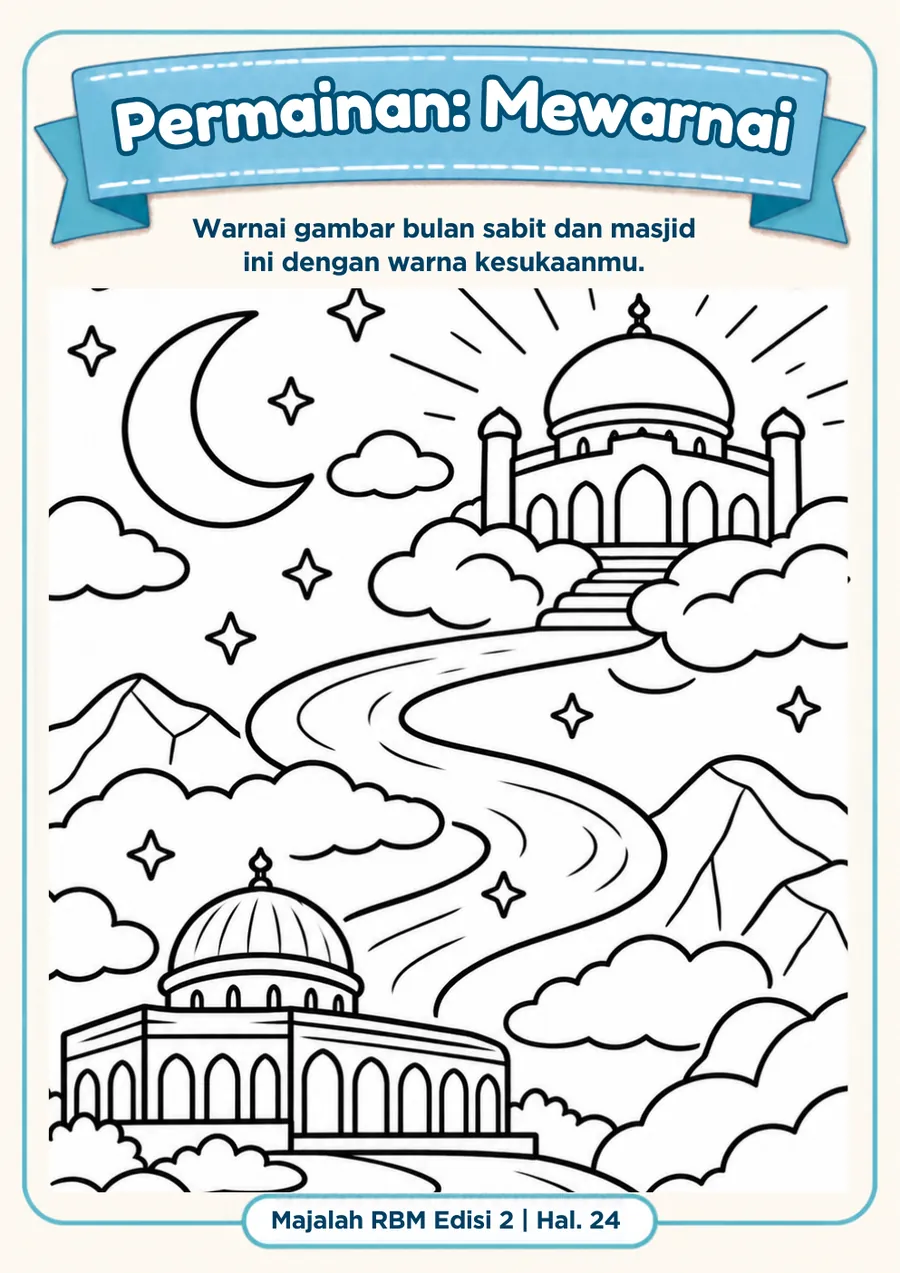 Permainan: Mewarnai
Warnai gambar bulan sabit dan masjid
ini dengan warna kesukaanmu.
Majalah RBM Edisi 2 | Hal. 24